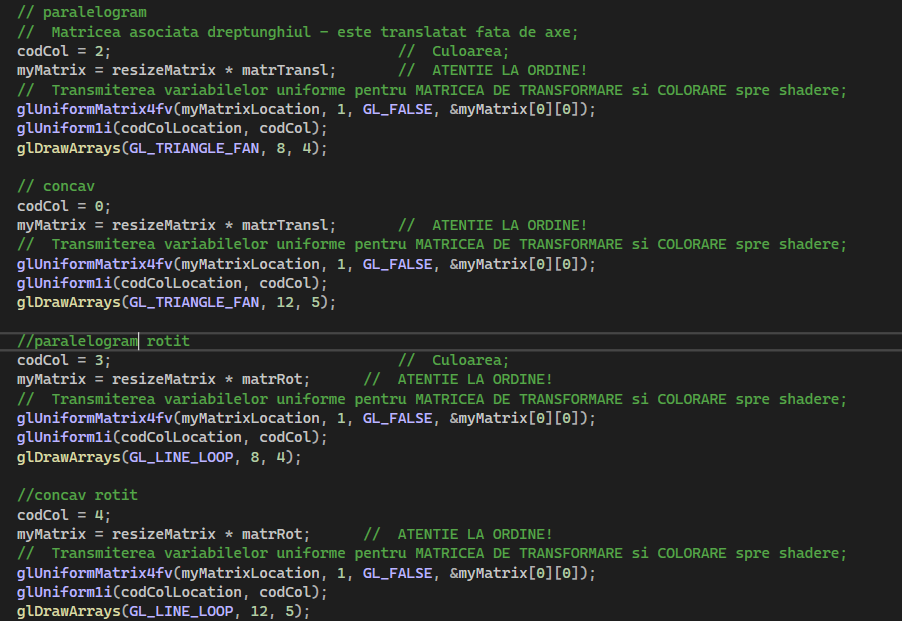 // paralelogram
//  Matricea asociata dreptunghiul - este translatat fata de axe;
codCol = 2;                                 //  Culoarea;
myMatrix = resizeMatrix * matrTransl;       //  ATENTIE LA ORDINE!
//  Transmiterea variabilelor uniforme pentru MATRICEA DE TRANSFORMARE si COLORARE spre shadere;
glUniformMatrix4fv(myMatrixLocation, 1, GL_FALSE, &myMatrix[0][0]);
glUniform1i(codColLocation, codCol);
glDrawArrays(GL_TRIANGLE_FAN, 8, 4);

// concav
codCol = 0;
myMatrix = resizeMatrix * matrTransl;       //  ATENTIE LA ORDINE!
//  Transmiterea variabilelor uniforme pentru MATRICEA DE TRANSFORMARE si COLORARE spre shadere;
glUniformMatrix4fv(myMatrixLocation, 1, GL_FALSE, &myMatrix[0][0]);
glUniform1i(codColLocation, codCol);
glDrawArrays(GL_TRIANGLE_FAN, 12, 5);

//paralelogram rotit
codCol = 3;                                 //  Culoarea;
myMatrix = resizeMatrix * matrRot;      //  ATENTIE LA ORDINE!
//  Transmiterea variabilelor uniforme pentru MATRICEA DE TRANSFORMARE si COLORARE spre shadere;
glUniformMatrix4fv(myMatrixLocation, 1, GL_FALSE, &myMatrix[0][0]);
glUniform1i(codColLocation, codCol);
glDrawArrays(GL_LINE_LOOP, 8, 4);

//concav rotit
codCol = 4;
myMatrix = resizeMatrix * matrRot;      //  ATENTIE LA ORDINE!
//  Transmiterea variabilelor uniforme pentru MATRICEA DE TRANSFORMARE si COLORARE spre shadere;
glUniformMatrix4fv(myMatrixLocation, 1, GL_FALSE, &myMatrix[0][0]);
glUniform1i(codColLocation, codCol);
glDrawArrays(GL_LINE_LOOP, 12, 5);